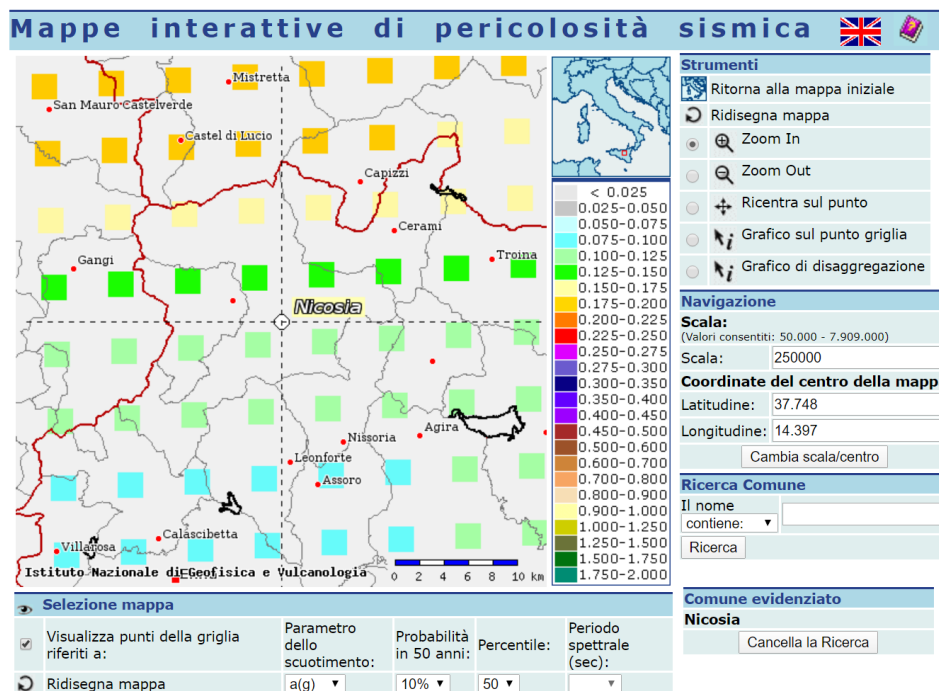 Mappe interattive di pericolosità sismica
Mistretta
San Mauro Castelverde
Castel di Lucio
Capizzi
Cerami
Troina
Gangi
Nicosia
Nissoria
Agira
Leonforte
Assoro
Calascibetta
Villarosa
Istituto Nazionale di Geofisica e Vulcanologia
0 2 4 6 8 10 km
< 0.025
0.025-0.050
0.050-0.075
0.075-0.100
0.100-0.125
0.125-0.150
0.150-0.175
0.175-0.200
0.200-0.225
0.225-0.250
0.250-0.275
0.275-0.300
0.300-0.350
0.350-0.400
0.400-0.450
0.450-0.500
0.500-0.600
0.600-0.700
0.700-0.800
0.800-0.900
0.900-1.000
1.000-1.250
1.250-1.500
1.500-1.750
1.750-2.000
Strumenti
Ritorna alla mappa iniziale
Ridisegna mappa
Zoom In
Zoom Out
Ricentra sul punto
Grafico sul punto griglia
Grafico di disaggregazione
Navigazione
Scala:
(Valori consentiti: 50.000 - 7.909.000)
Scala: 250000
Coordinate del centro della mapp
Latitudine: 37.748
Longitudine: 14.397
Cambia scala/centro
Ricerca Comune
Il nome
contiene:
Ricerca
Comune evidenziato
Nicosia
Cancella la Ricerca
Selezione mappa
Visualizza punti della griglia
riferiti a:
Parametro
dello
scuotimento:
Probabilità
in 50 anni:
Percentile:
Periodo
spettrale
(sec):
Ridisegna mappa
a(g)
10%
50